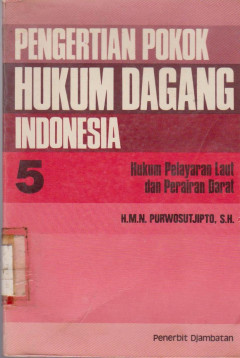 PENGERTIAN POKOK
HUKUM DAGANG
INDONESIA
5
Hukum Pelayaran Laut
dan Perairan Darat
H.M.N. PURWOSUTJIPTO, S.H.
Penerbit Djambatan